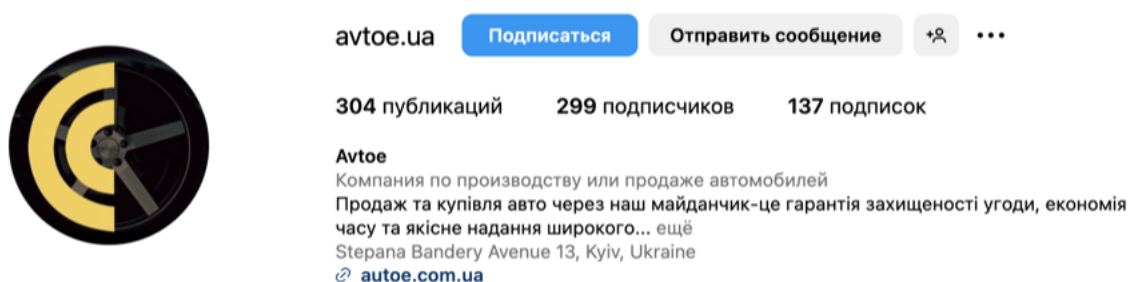 avtoe.ua Подписаться Отправить сообщение
304 публикаций 299 подписчиков 137 подписок
Avtoe
Компания по производству или продаже автомобилей
Продаж та купівля авто через наш майданчик-це гарантія захищеності угоди, економія
часу та якісне надання широкого... ещё
Stepana Bandery Avenue 13, Kyiv, Ukraine
autoe.com.ua